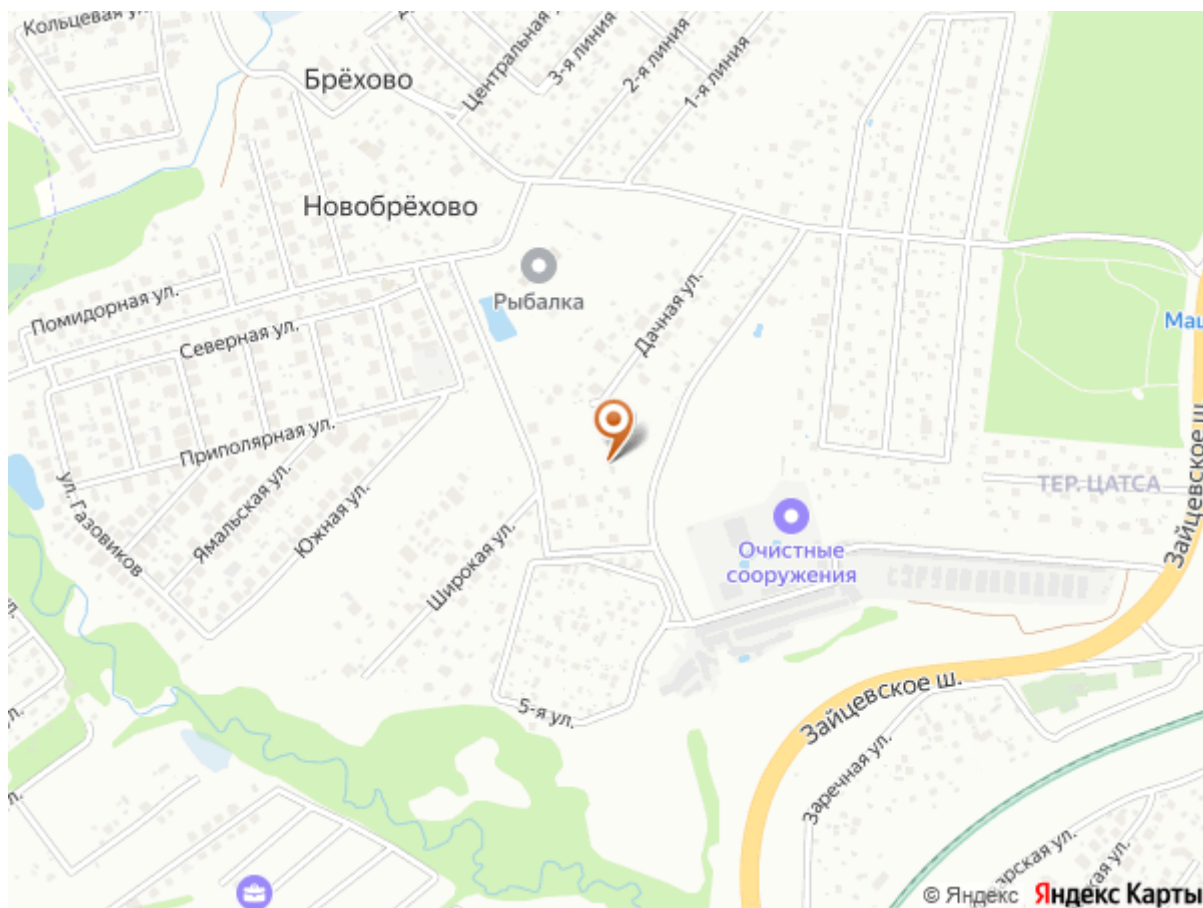 Кольцевая ул.
Центральная
3-я линия
2-я линия
1-я линия
Брёхово
Новобрёхово
Рыбалка
Помидорная ул.
Северная ул.
Дачная ул.
Приполярная ул.
ул. Газовиков
Ямальская ул.
Южная ул.
Широкая ул.
ТЕР. ЦАТСА
Зайцевское ш.
Очистные
сооружения
5-я ул.
Зайцевское ш.
Заречная ул.
ул.
ул.
© Яндекс Яндекс Карты